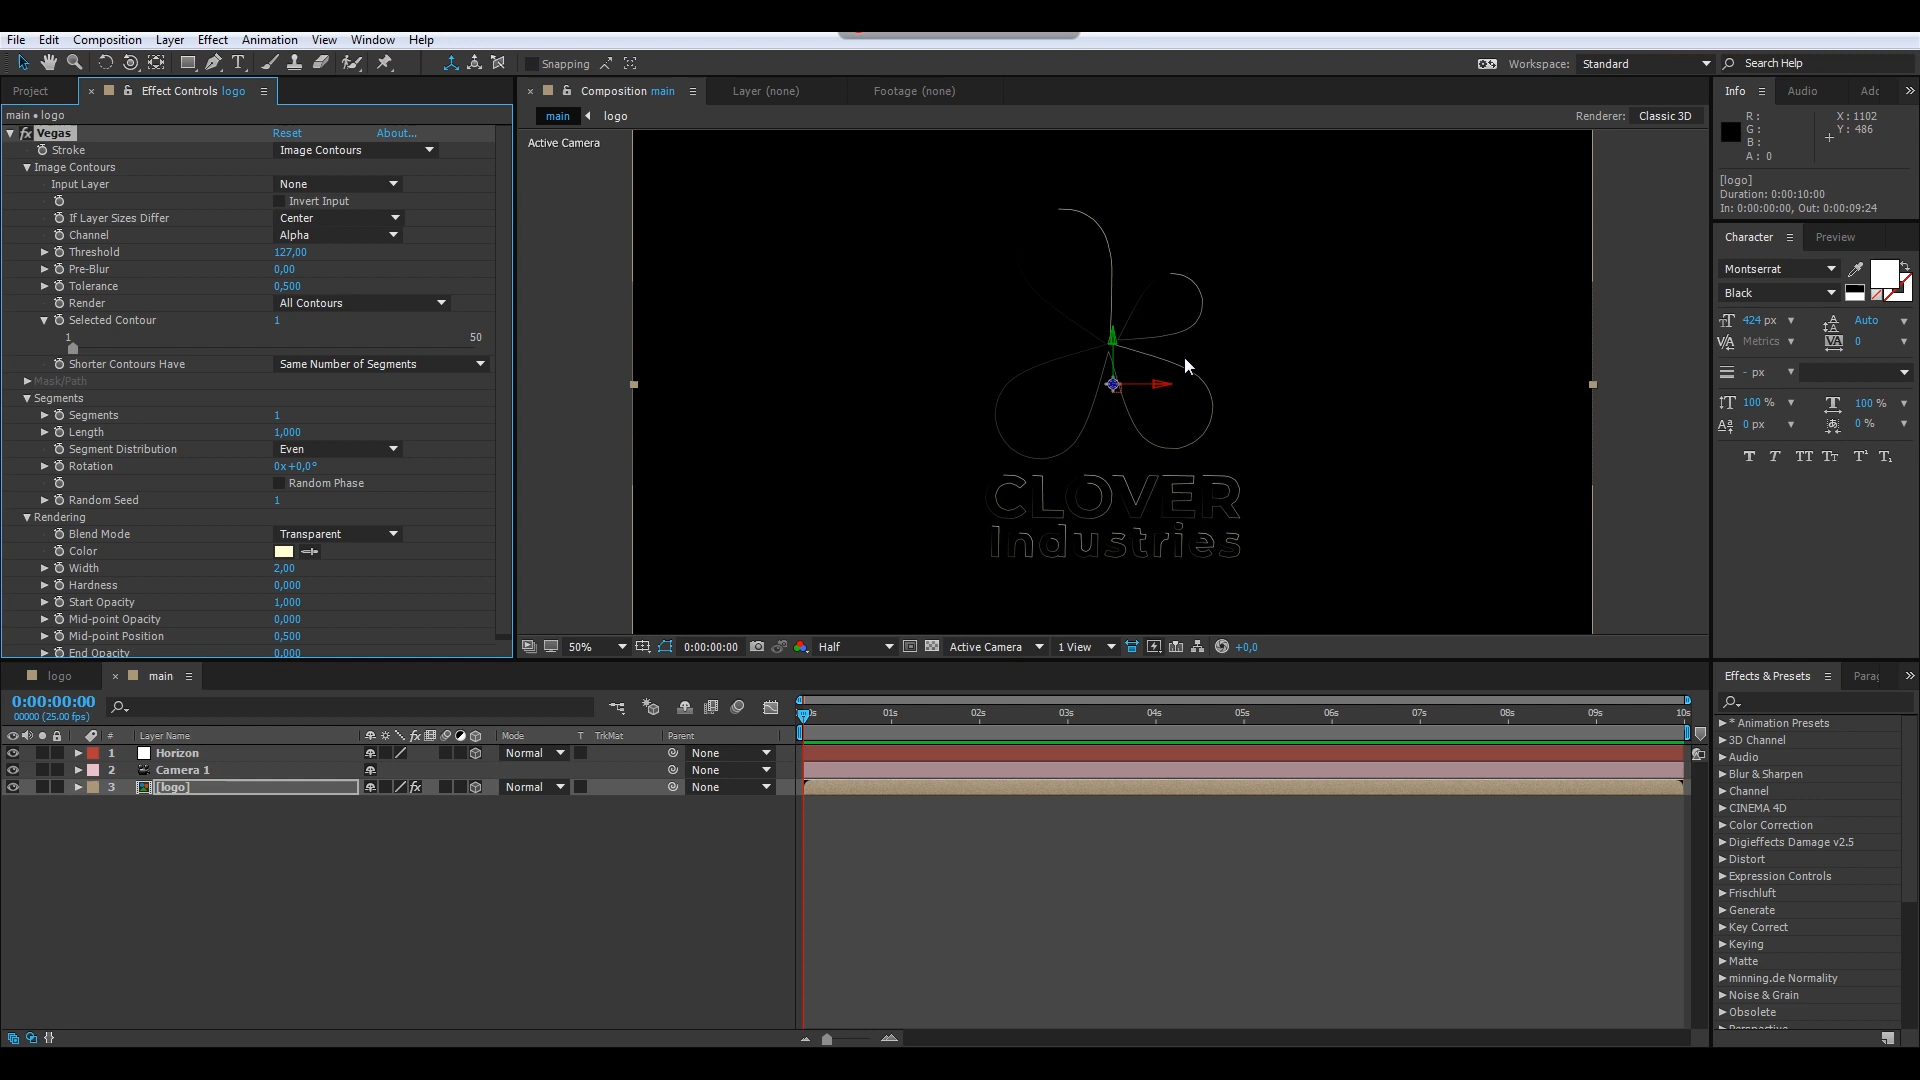 File Edit Composition Layer Effect Animation View Window Help
Snapping
Workspace: Standard
Search Help
Project
Effect Controls logo
main • logo
fx Vegas Reset About...
Stroke Image Contours
Image Contours
Input Layer None
Invert Input
If Layer Sizes Differ Center
Channel Alpha
Threshold 127,00
Pre-Blur 0,00
Tolerance 0,500
Render All Contours
Selected Contour 1
1 50
Shorter Contours Have Same Number of Segments
Mask/Path
Segments
Segments 1
Length 1,000
Segment Distribution Even
Rotation 0x+0,0°
Random Phase
Random Seed 1
Rendering
Blend Mode Transparent
Color
Width 2,00
Hardness 0,000
Start Opacity 1,000
Mid-point Opacity 0,000
Mid-point Position 0,500
End Opacity 0,000
Composition main Layer (none) Footage (none)
main logo
Renderer: Classic 3D
Active Camera
CLOVER
Industries
50% 0:00:00:00 Half Active Camera 1 View +0,0
Info Audio
R: X: 1102
G: Y: 486
B:
A: 0
[logo]
Duration: 0:00:10:00
In: 0:00:00:00, Out: 0:00:09:24
Character Preview
Montserrat
Black
424 px Auto
Metrics 0
- px
100 % 100 %
0 px 0 %
T T TT Tт T¹ T₁
logo main
0:00:00:00
00000 (25.00 fps)
# Layer Name fx Mode T TrkMat Parent
1 Horizon Normal None
2 Camera 1 None
3 [logo] fx Normal None
01s 02s 03s 04s 05s 06s 07s 08s 09s 10s
Effects & Presets
* Animation Presets
3D Channel
Audio
Blur & Sharpen
Channel
CINEMA 4D
Color Correction
Digieffects Damage v2.5
Distort
Expression Controls
Frischluft
Generate
Key Correct
Keying
Matte
minning.de Normality
Noise & Grain
Obsolete
Perspective